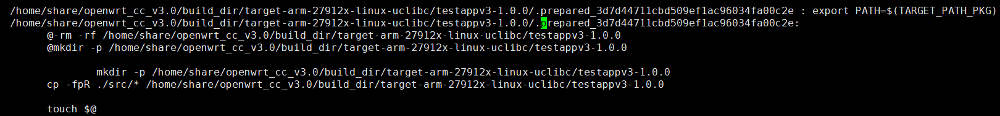 /home/share/openwrt_cc_v3.0/build_dir/target-arm-27912x-linux-uclibc/testappv3-1.0.0/.prepared_3d7d44711cbd509ef1ac96034fa00c2e : export PATH=$(TARGET_PATH_PKG)
/home/share/openwrt_cc_v3.0/build_dir/target-arm-27912x-linux-uclibc/testappv3-1.0.0/.prepared_3d7d44711cbd509ef1ac96034fa00c2e:
@-rm -rf /home/share/openwrt_cc_v3.0/build_dir/target-arm-27912x-linux-uclibc/testappv3-1.0.0
@mkdir -p /home/share/openwrt_cc_v3.0/build_dir/target-arm-27912x-linux-uclibc/testappv3-1.0.0
mkdir -p /home/share/openwrt_cc_v3.0/build_dir/target-arm-27912x-linux-uclibc/testappv3-1.0.0
cp -fpR ./src/* /home/share/openwrt_cc_v3.0/build_dir/target-arm-27912x-linux-uclibc/testappv3-1.0.0
touch $@